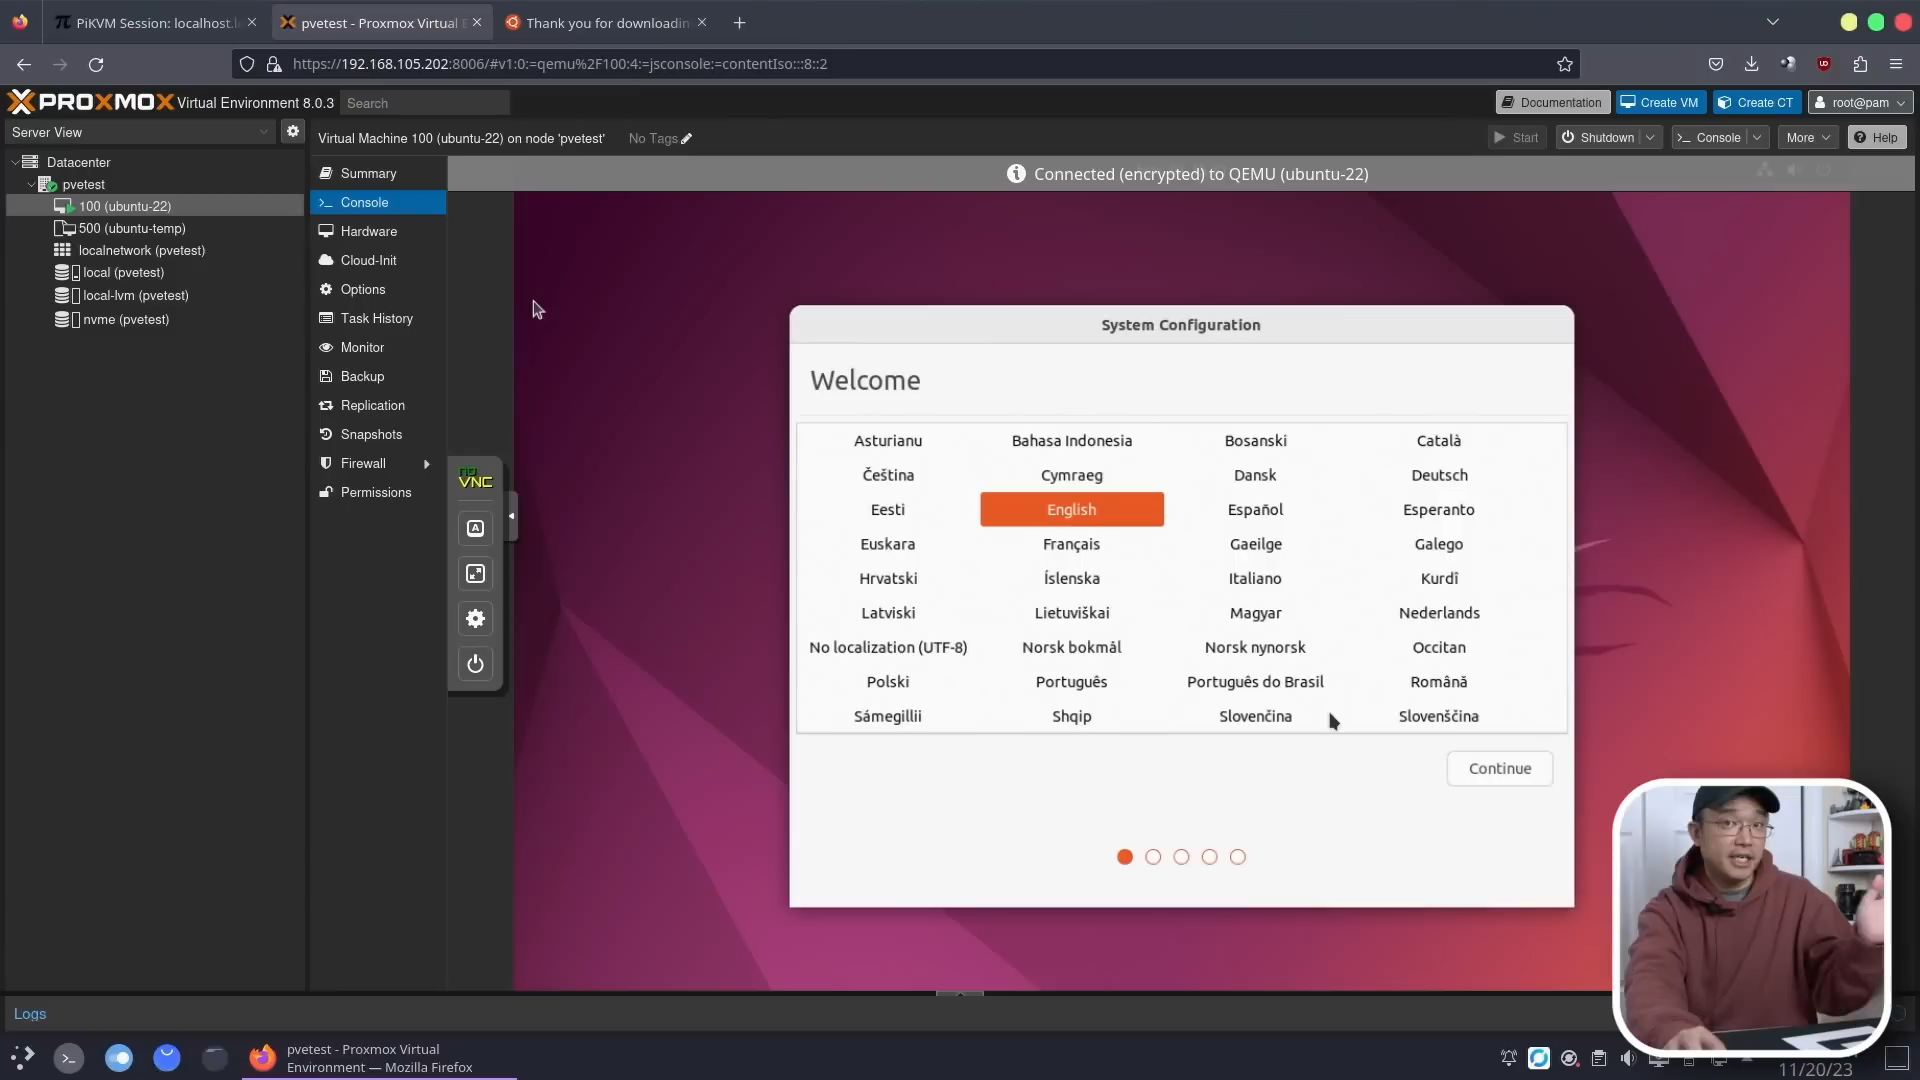 PiKVM Session: localhost.l
pvetest - Proxmox Virtual E
Thank you for downloadin
https://192.168.105.202:8006/#v1:0:=qemu%2F100:4:=jsconsole:=contentIso:::8::2
PROXMOX Virtual Environment 8.0.3
Search
Documentation
Create VM
Create CT
root@pam
Server View
Virtual Machine 100 (ubuntu-22) on node 'pvetest'
No Tags
Start
Shutdown
Console
More
Help
Datacenter
pvetest
100 (ubuntu-22)
500 (ubuntu-temp)
localnetwork (pvetest)
local (pvetest)
local-lvm (pvetest)
nvme (pvetest)
Summary
Console
Hardware
Cloud-Init
Options
Task History
Monitor
Backup
Replication
Snapshots
Firewall
Permissions
Connected (encrypted) to QEMU (ubuntu-22)
no
VNC
A
System Configuration
Welcome
Asturianu Bahasa Indonesia Bosanski Català
Čeština Cymraeg Dansk Deutsch
Eesti English Español Esperanto
Euskara Français Gaeilge Galego
Hrvatski Íslenska Italiano Kurdî
Latviski Lietuviškai Magyar Nederlands
No localization (UTF-8) Norsk bokmål Norsk nynorsk Occitan
Polski Português Português do Brasil Română
Sámegillii Shqip Slovenčina Slovenščina
Continue
Logs
pvetest - Proxmox Virtual
Environment — Mozilla Firefox
11/20/23